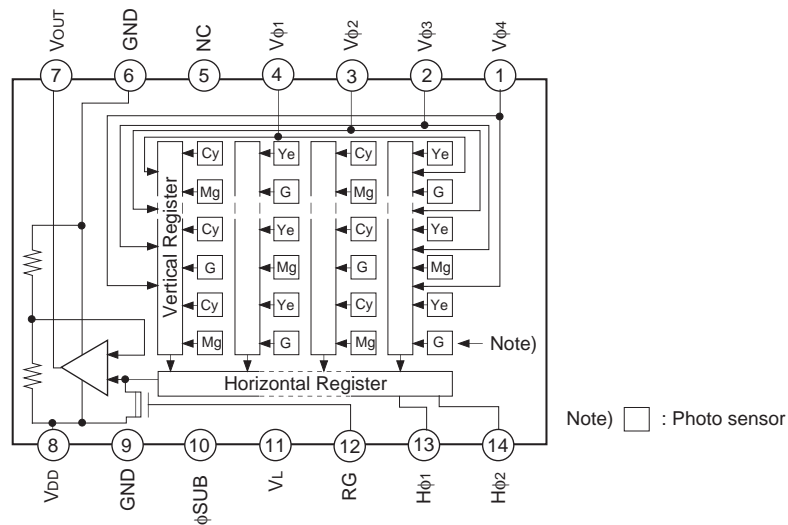 VOUT GND NC Vϕ1 Vϕ2 Vϕ3 Vϕ4
7 6 5 4 3 2 1
Cy Ye Cy Ye
Mg G Mg G
Cy Ye Cy Ye
G Mg G Mg
Cy Ye Cy Ye
Mg G Mg G
Vertical Register
Note)
Horizontal Register
Note) : Photo sensor
8 9 10 11 12 13 14
VDD GND ϕSUB VL RG Hϕ1 Hϕ2